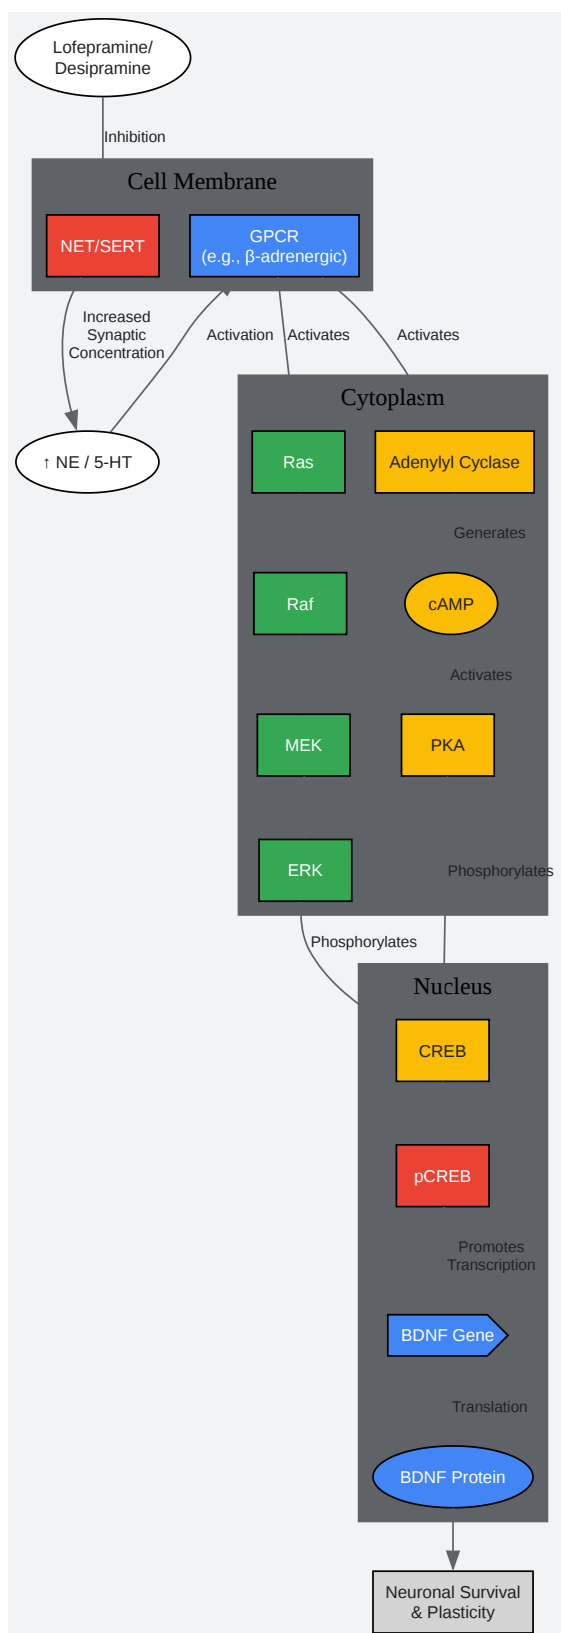 Lofepramine/
Desipramine
Inhibition
Cell Membrane
NET/SERT
GPCR
(e.g., β-adrenergic)
Increased
Synaptic
Concentration
Activation
Activates
Activates
↑ NE / 5-HT
Cytoplasm
Ras
Adenylyl Cyclase
Generates
Raf
cAMP
Activates
MEK
PKA
ERK
Phosphorylates
Phosphorylates
Nucleus
CREB
pCREB
Promotes
Transcription
BDNF Gene
Translation
BDNF Protein
Neuronal Survival
& Plasticity